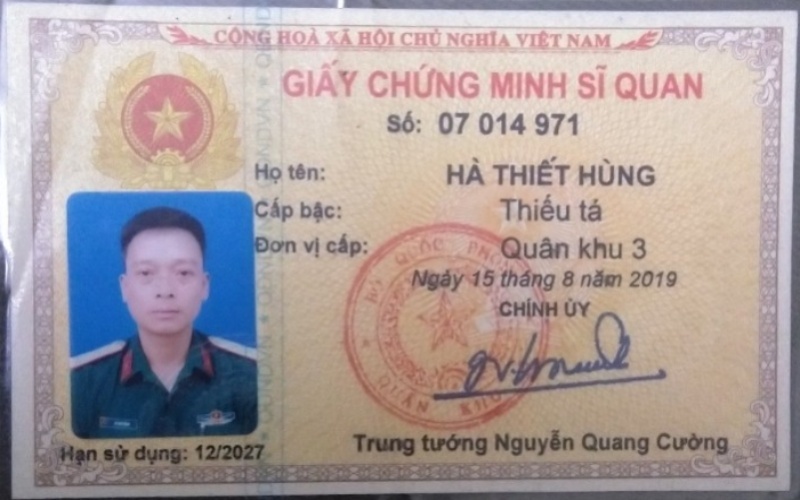 CỘNG HOÀ XÃ HỘI CHỦ NGHĨA VIỆT NAM
GIẤY CHỨNG MINH SĨ QUAN
Số: 07 014 971
Họ tên: HÀ THIẾT HÙNG
Cấp bậc: Thiếu tá
Đơn vị cấp: Quân khu 3
Ngày 15 tháng 8 năm 2019
CHÍNH ỦY
BỘ QUỐC PHÒNG
QUÂN KHU
Hạn sử dụng: 12/2027
Trung tướng Nguyễn Quang Cường